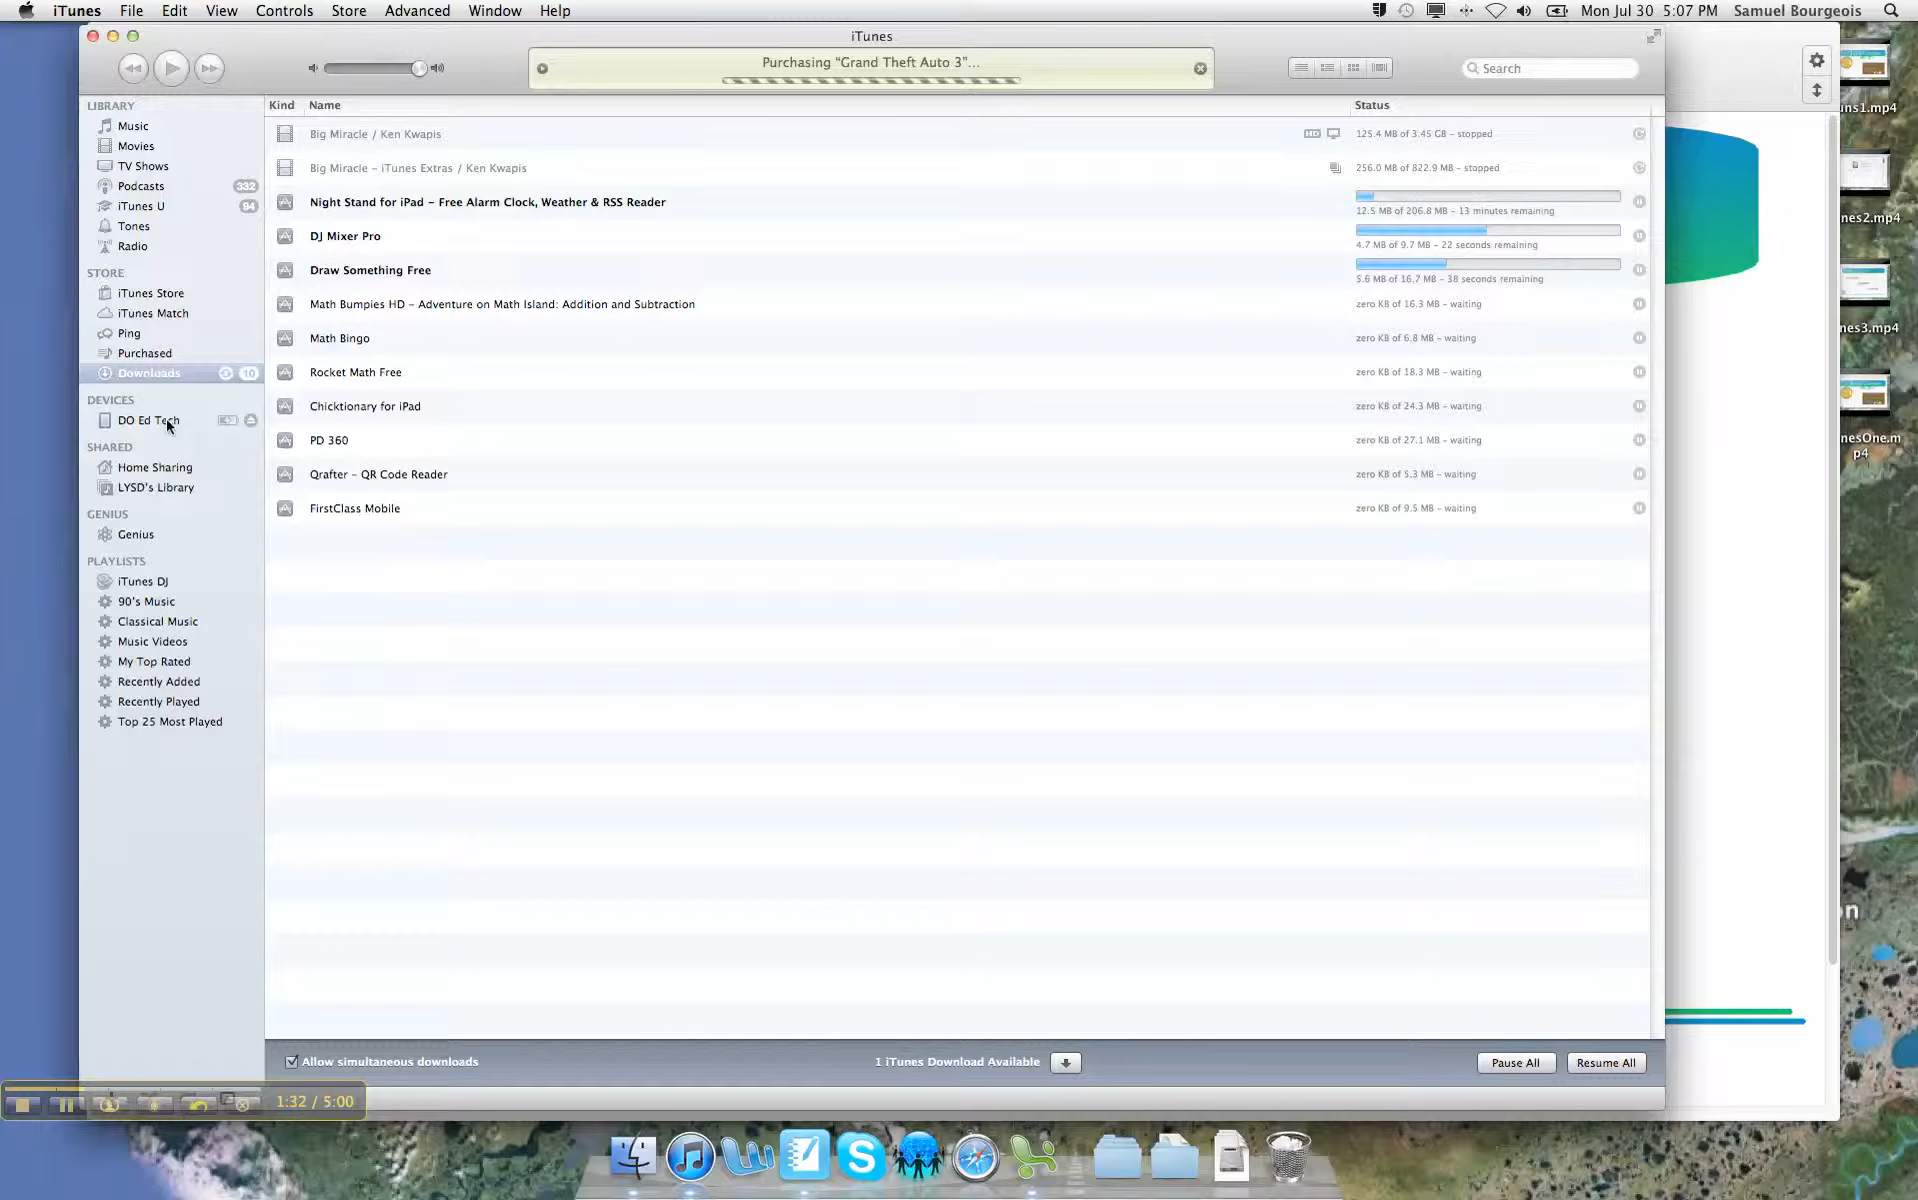 iTunes File Edit View Controls Store Advanced Window Help Mon Jul 30 5:07 PM Samuel Bourgeois
iTunes
Purchasing “Grand Theft Auto 3”...
Search
LIBRARY
Music
Movies
TV Shows
Podcasts 332
iTunes U 94
Tones
Radio
STORE
iTunes Store
iTunes Match
Ping
Purchased
Downloads 10
DEVICES
DO Ed Tech
SHARED
Home Sharing
LYSD's Library
GENIUS
Genius
PLAYLISTS
iTunes DJ
90's Music
Classical Music
Music Videos
My Top Rated
Recently Added
Recently Played
Top 25 Most Played
Kind Name Status
Big Miracle / Ken Kwapis HD 125.4 MB of 3.45 GB – stopped
Big Miracle – iTunes Extras / Ken Kwapis 256.0 MB of 822.9 MB – stopped
Night Stand for iPad – Free Alarm Clock, Weather & RSS Reader
12.5 MB of 206.8 MB – 13 minutes remaining
DJ Mixer Pro
4.7 MB of 9.7 MB – 22 seconds remaining
Draw Something Free
5.6 MB of 16.7 MB – 38 seconds remaining
Math Bumpies HD – Adventure on Math Island: Addition and Subtraction zero KB of 16.3 MB – waiting
Math Bingo zero KB of 6.8 MB – waiting
Rocket Math Free zero KB of 18.3 MB – waiting
Chicktionary for iPad zero KB of 24.3 MB – waiting
PD 360 zero KB of 27.1 MB – waiting
Qrafter – QR Code Reader zero KB of 5.3 MB – waiting
FirstClass Mobile zero KB of 9.5 MB – waiting
Allow simultaneous downloads 1 iTunes Download Available Pause All Resume All
1:32 / 5:00
uns1.mp4
nes2.mp4
nes3.mp4
nesOne.m
p4
on